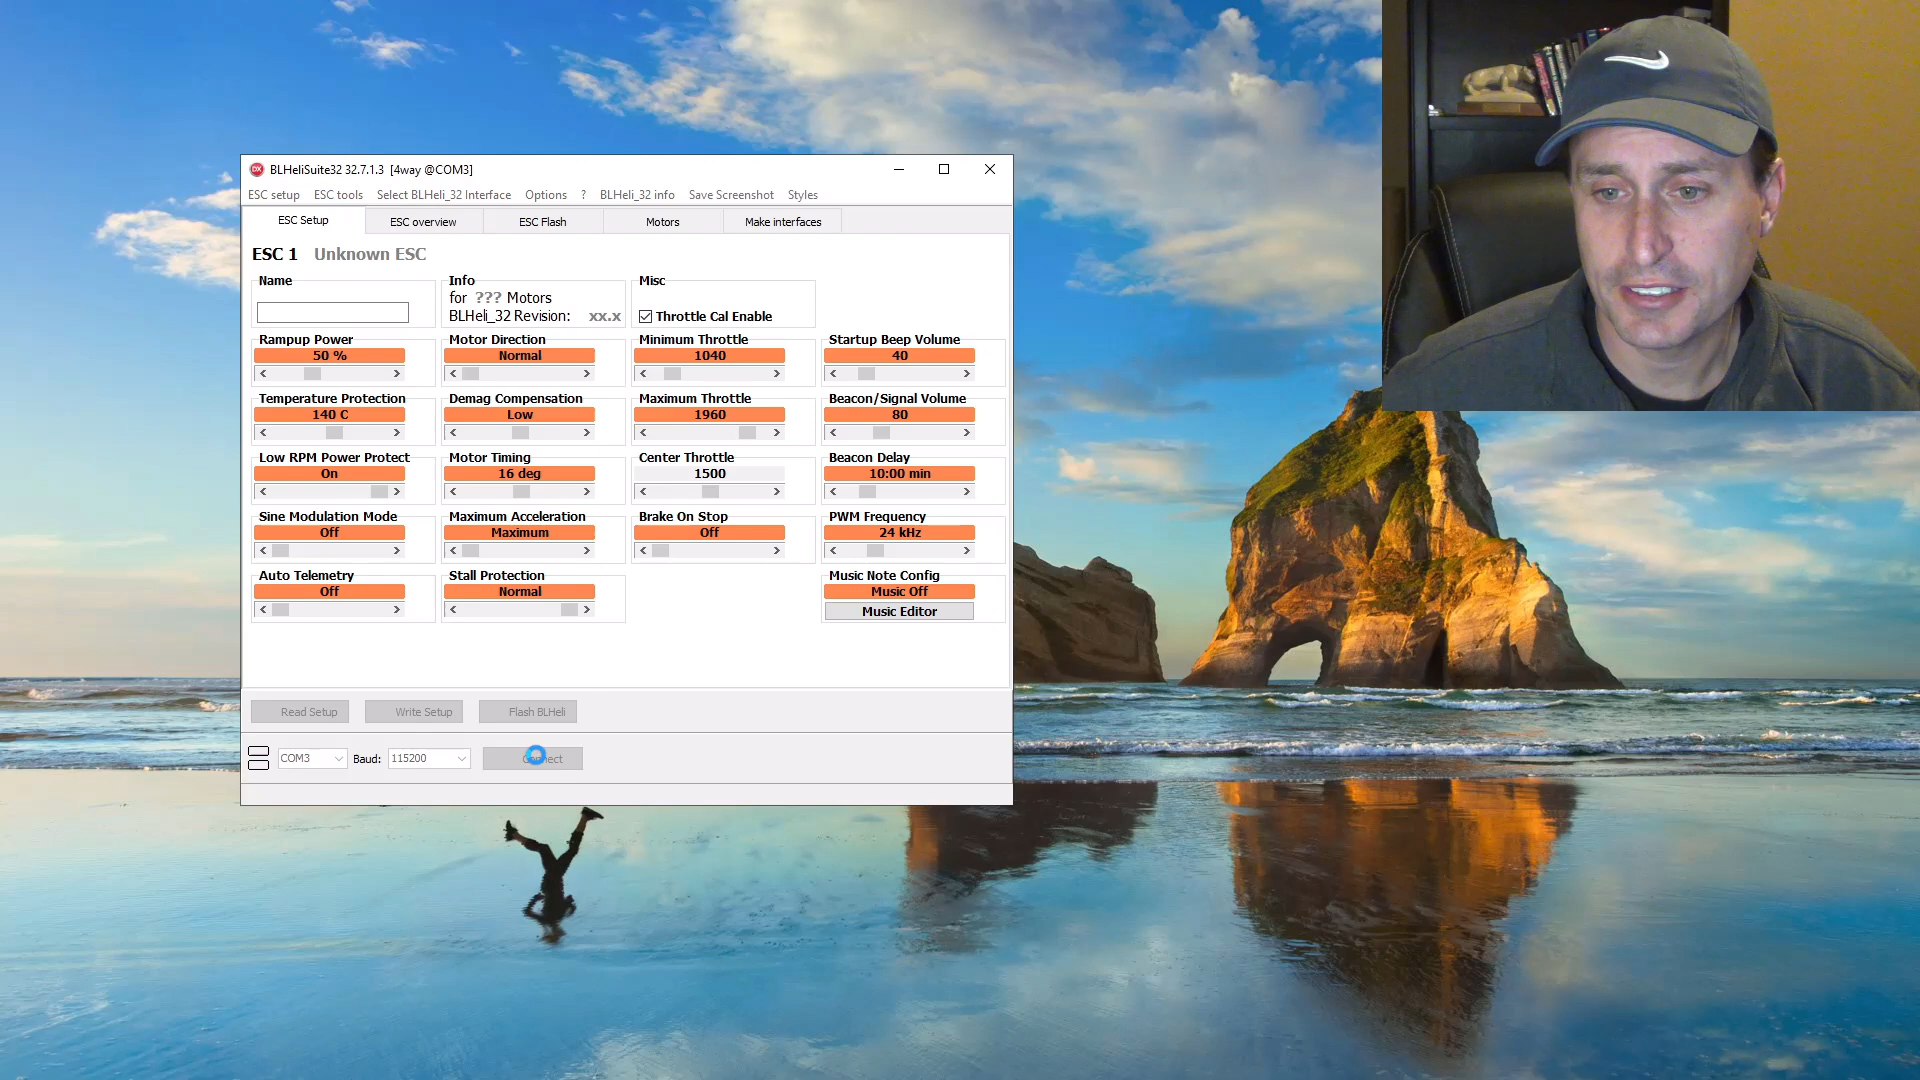 BLHeliSuite32 32.7.1.3 [4way @COM3]
ESC setup ESC tools Select BLHeli_32 Interface Options ? BLHeli_32 info Save Screenshot Styles
ESC Setup ESC overview ESC Flash Motors Make interfaces
ESC 1 Unknown ESC
Name Info Misc
for ??? Motors
BLHeli_32 Revision: xx.x Throttle Cal Enable
Rampup Power Motor Direction Minimum Throttle Startup Beep Volume
50 % Normal 1040 40
Temperature Protection Demag Compensation Maximum Throttle Beacon/Signal Volume
140 C Low 1960 80
Low RPM Power Protect Motor Timing Center Throttle Beacon Delay
On 16 deg 1500 10:00 min
Sine Modulation Mode Maximum Acceleration Brake On Stop PWM Frequency
Off Maximum Off 24 kHz
Auto Telemetry Stall Protection Music Note Config
Off Normal Music Off
Music Editor
Read Setup Write Setup Flash BLHeli
COM3 Baud: 115200 Connect